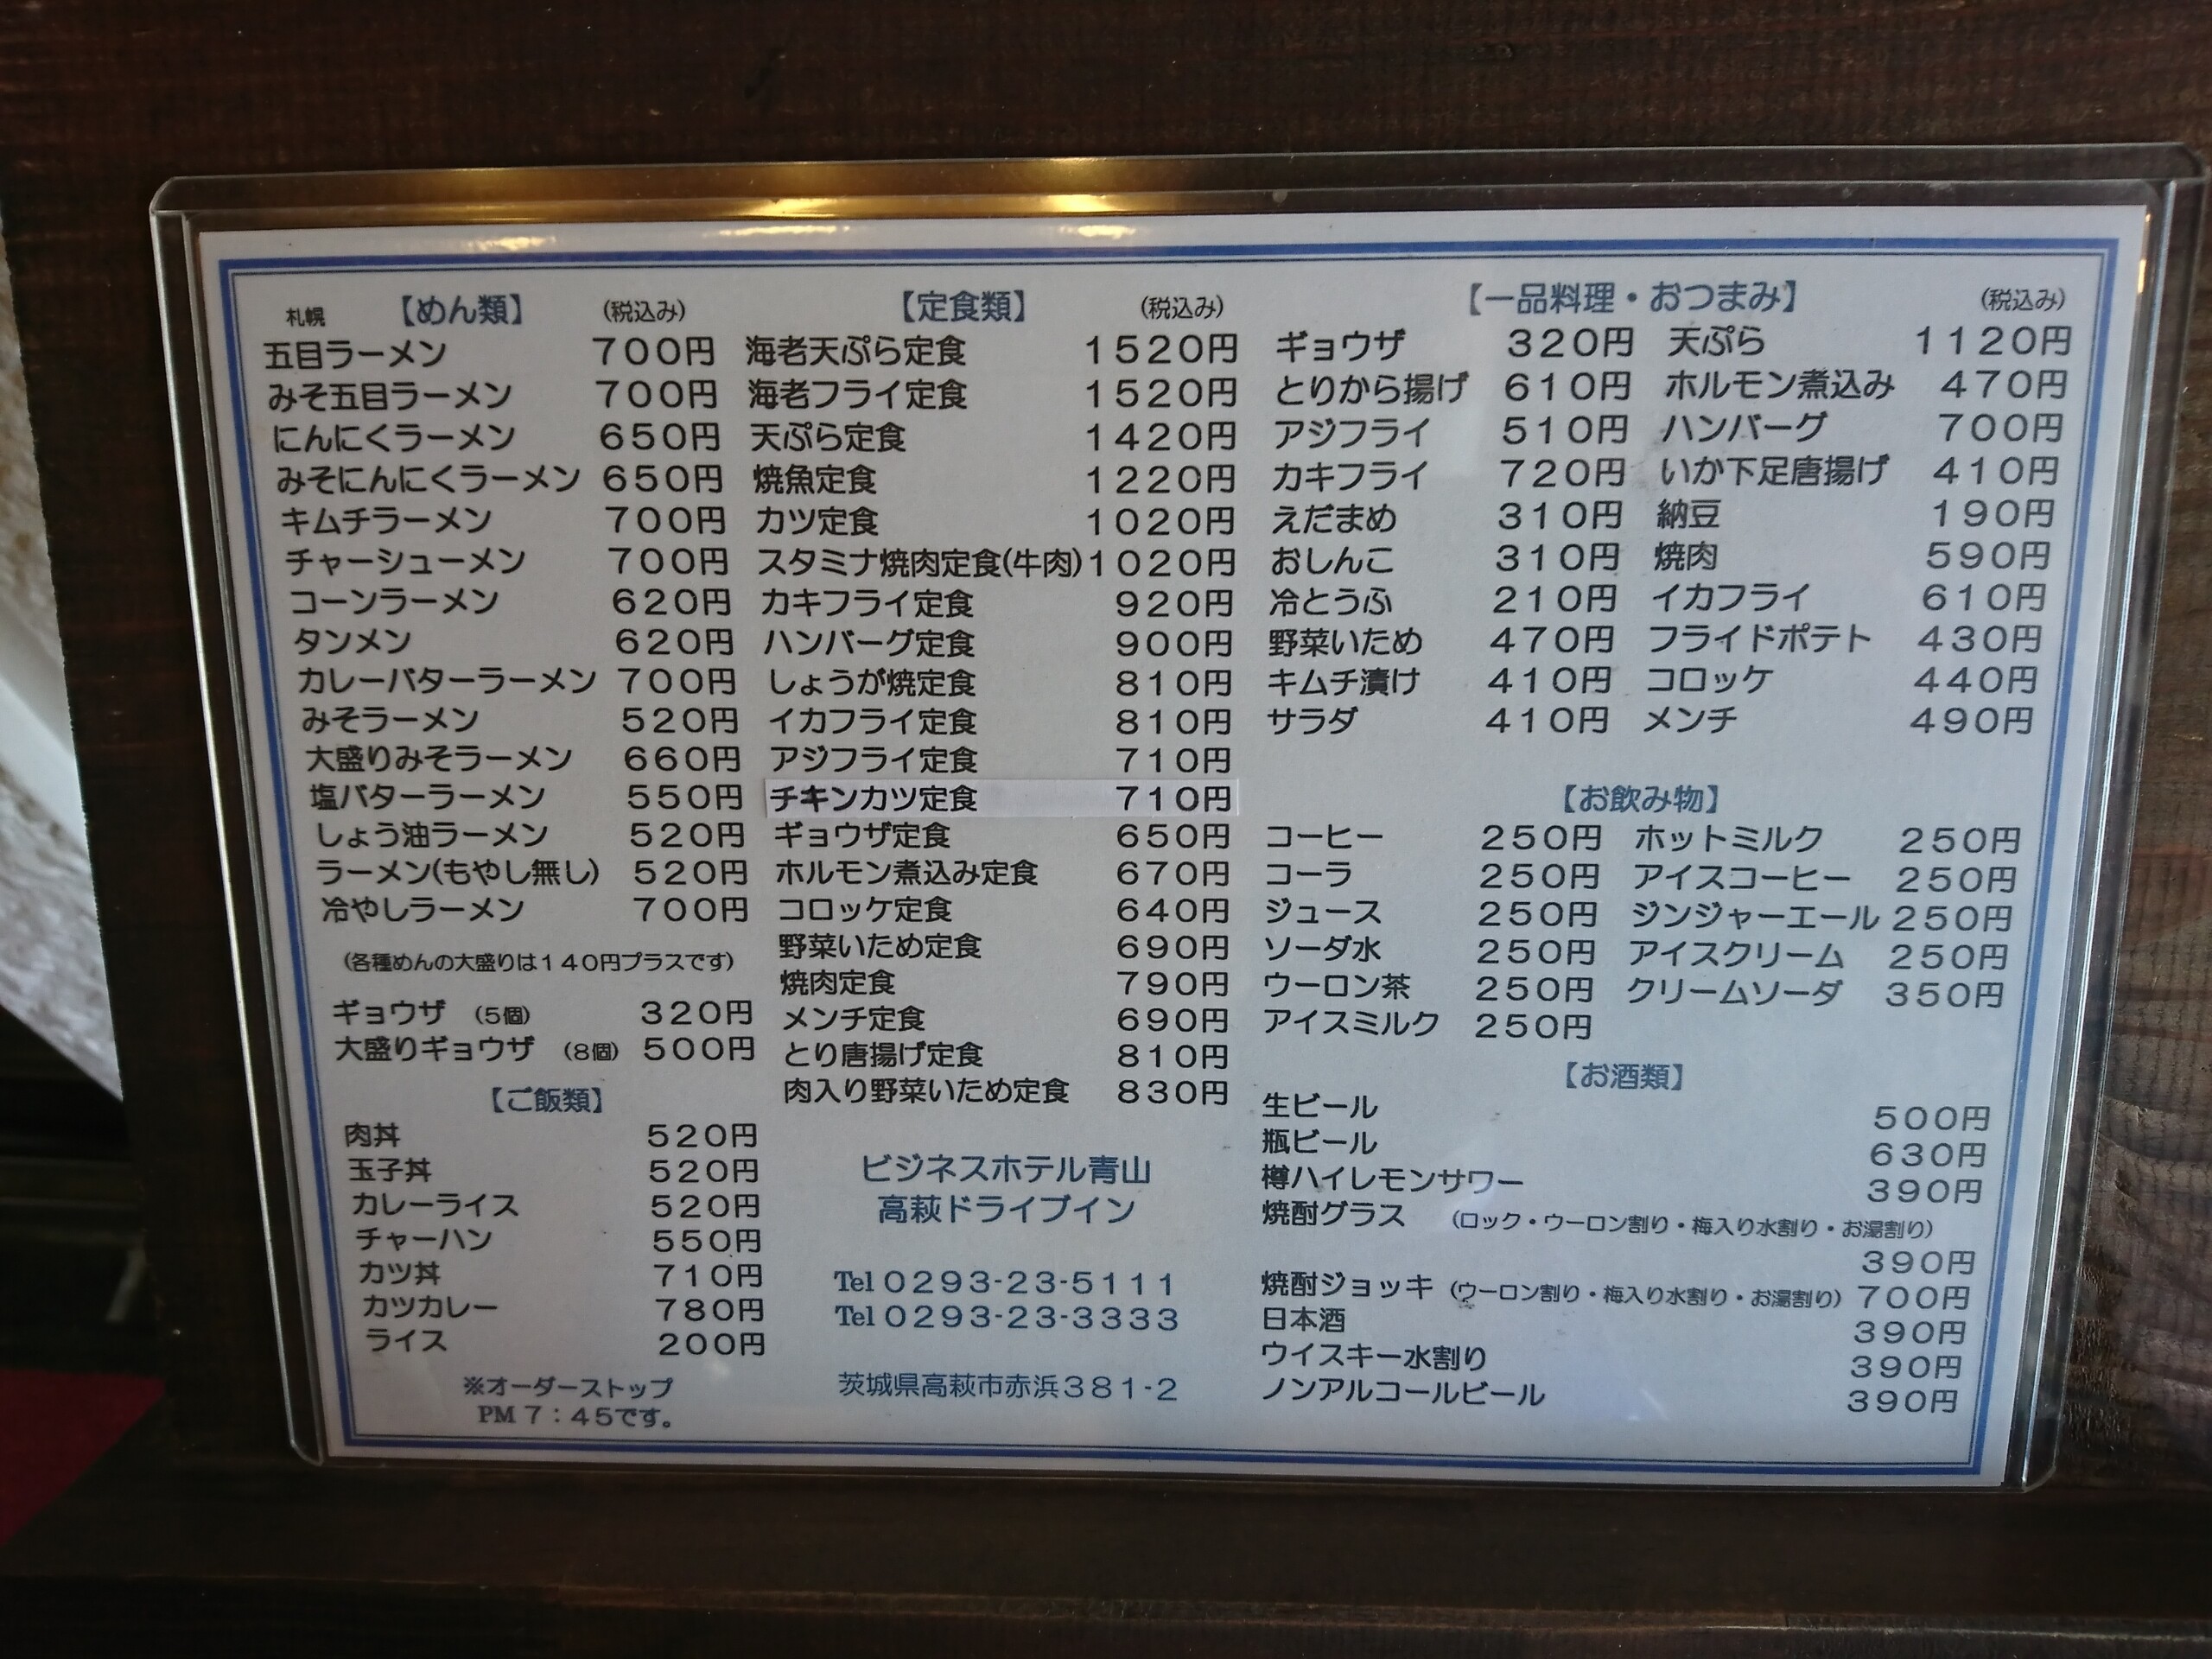 札幌 【めん類】 (税込み)
五目ラーメン 700円
みそ五目ラーメン 700円
にんにくラーメン 650円
みそにんにくラーメン 650円
キムチラーメン 700円
チャーシューメン 700円
コーンラーメン 620円
タンメン 620円
カレーバターラーメン 700円
みそラーメン 520円
大盛りみそラーメン 660円
塩バターラーメン 550円
しょう油ラーメン 520円
ラーメン(もやし無し) 520円
冷やしラーメン 700円
(各種めんの大盛りは140円プラスです)
ギョウザ (5個) 320円
大盛りギョウザ (8個) 500円
【ご飯類】
肉丼 520円
玉子丼 520円
カレーライス 520円
チャーハン 550円
カツ丼 710円
カツカレー 780円
ライス 200円
※オーダーストップ
PM7:45です。
【定食類】 (税込み)
海老天ぷら定食 1520円
海老フライ定食 1520円
天ぷら定食 1420円
焼魚定食 1220円
カツ定食 1020円
スタミナ焼肉定食(牛肉) 1020円
カキフライ定食 920円
ハンバーグ定食 900円
しょうが焼定食 810円
イカフライ定食 810円
アジフライ定食 710円
チキンカツ定食 710円
ギョウザ定食 650円
ホルモン煮込み定食 670円
コロッケ定食 640円
野菜いため定食 690円
焼肉定食 790円
メンチ定食 690円
とり唐揚げ定食 810円
肉入り野菜いため定食 830円
ビジネスホテル青山
高萩ドライブイン
Tel 0293-23-5111
Tel 0293-23-3333
茨城県高萩市赤浜381-2
【一品料理・おつまみ】 (税込み)
ギョウザ 320円 天ぷら 1120円
とりから揚げ 610円 ホルモン煮込み 470円
アジフライ 510円 ハンバーグ 700円
カキフライ 720円 いか下足唐揚げ 410円
えだまめ 310円 納豆 190円
おしんこ 310円 焼肉 590円
冷とうふ 210円 イカフライ 610円
野菜いため 470円 フライドポテト 430円
キムチ漬け 410円 コロッケ 440円
サラダ 410円 メンチ 490円
【お飲み物】
コーヒー 250円 ホットミルク 250円
コーラ 250円 アイスコーヒー 250円
ジュース 250円 ジンジャーエール 250円
ソーダ水 250円 アイスクリーム 250円
ウーロン茶 250円 クリームソーダ 350円
アイスミルク 250円
【お酒類】
生ビール 500円
瓶ビール 630円
樽ハイレモンサワー 390円
焼酎グラス (ロック・ウーロン割り・梅入り水割り・お湯割り)
390円
焼酎ジョッキ (ウーロン割り・梅入り水割り・お湯割り) 700円
日本酒 390円
ウイスキー水割り 390円
ノンアルコールビール 390円